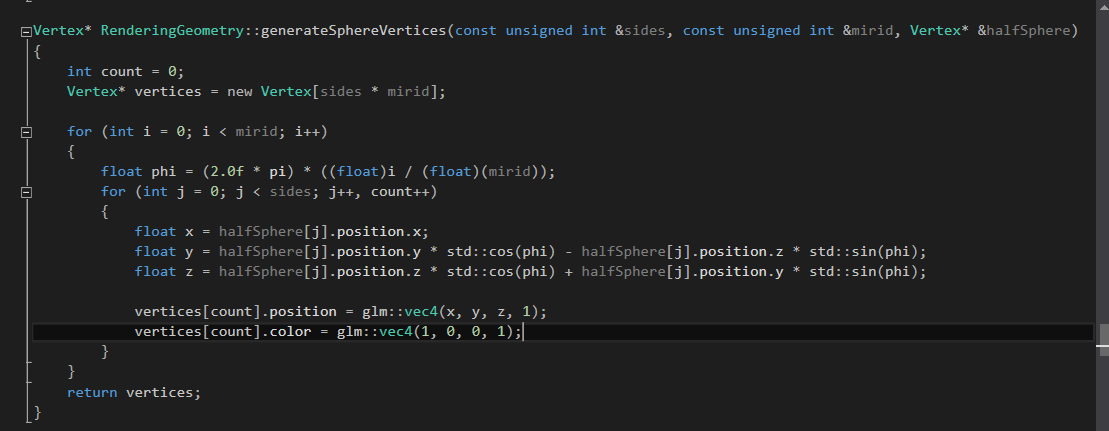 Vertex* RenderingGeometry::generateSphereVertices(const unsigned int &sides, const unsigned int &mirid, Vertex* &halfSphere)
{
    int count = 0;
    Vertex* vertices = new Vertex[sides * mirid];

    for (int i = 0; i < mirid; i++)
    {
        float phi = (2.0f * pi) * ((float)i / (float)(mirid));
        for (int j = 0; j < sides; j++, count++)
        {
            float x = halfSphere[j].position.x;
            float y = halfSphere[j].position.y * std::cos(phi) - halfSphere[j].position.z * std::sin(phi);
            float z = halfSphere[j].position.z * std::cos(phi) + halfSphere[j].position.y * std::sin(phi);

            vertices[count].position = glm::vec4(x, y, z, 1);
            vertices[count].color = glm::vec4(1, 0, 0, 1);
        }
    }
    return vertices;
}